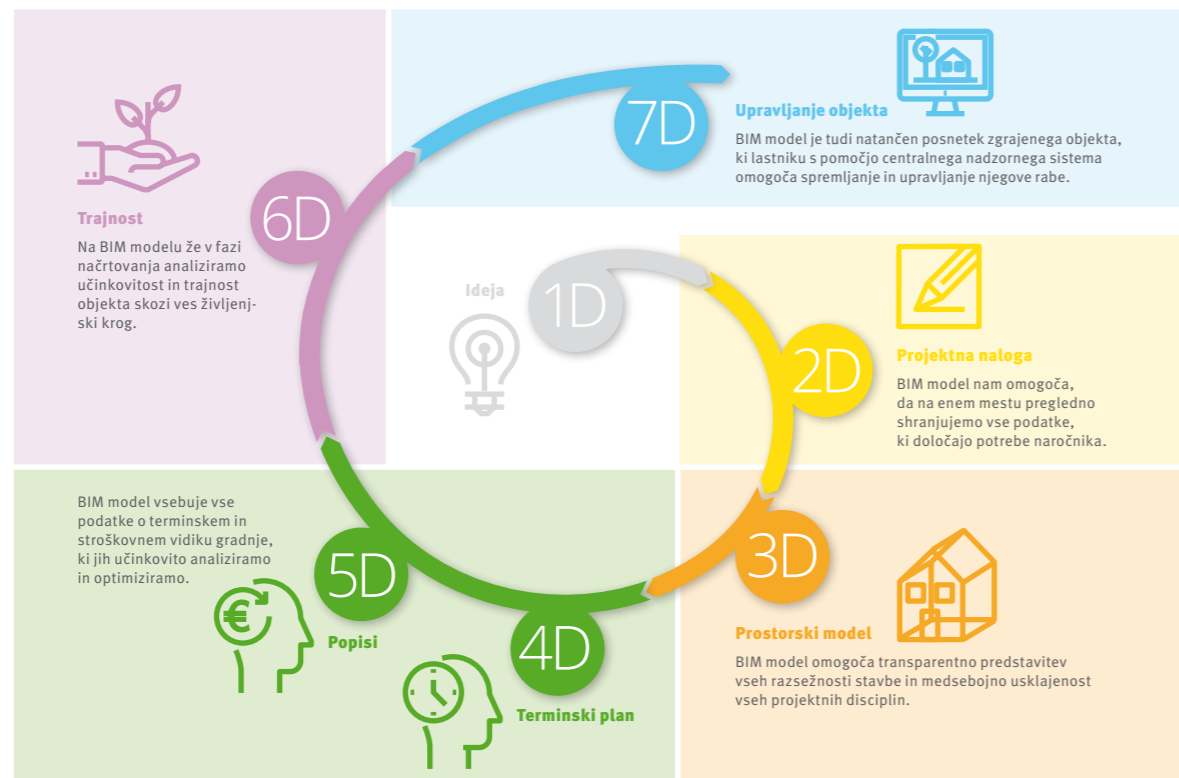 1D
Ideja
2D
Projektna naloga
BIM model nam omogoča,
da na enem mestu pregledno
shranjujemo vse podatke,
ki določajo potrebe naročnika.
3D
Prostorski model
BIM model omogoča transparentno predstavitev
vseh razsežnosti stavbe in medsebojno usklajenost
vseh projektnih disciplin.
4D
Terminski plan
5D
Popisi
€
BIM model vsebuje vse
podatke o terminskem in
stroškovnem vidiku gradnje,
ki jih učinkovito analiziramo
in optimiziramo.
6D
Trajnost
Na BIM modelu že v fazi
načrtovanja analiziramo
učinkovitost in trajnost
objekta skozi ves življenj-
ski krog.
7D
Upravljanje objekta
BIM model je tudi natančen posnetek zgrajenega objekta,
ki lastniku s pomočjo centralnega nadzornega sistema
omogoča spremljanje in upravljanje njegove rabe.